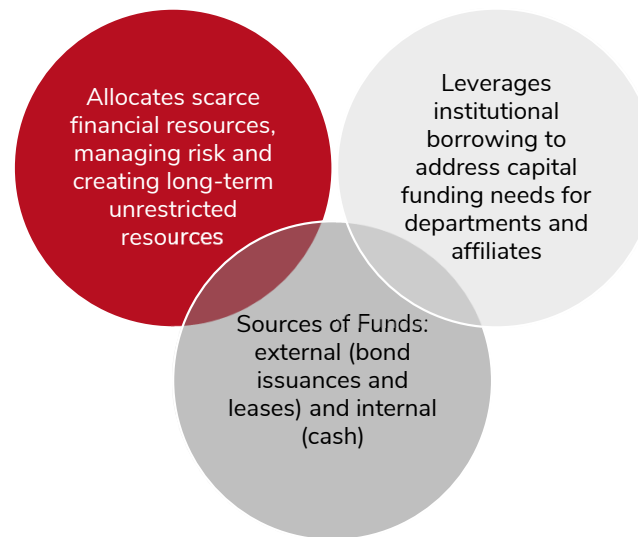 Allocates scarce
financial resources,
managing risk and
creating long-term
unrestricted
resources
Leverages
institutional
borrowing to
address capital
funding needs for
departments and
affiliates
Sources of Funds:
external (bond
issuances and
leases) and internal
(cash)